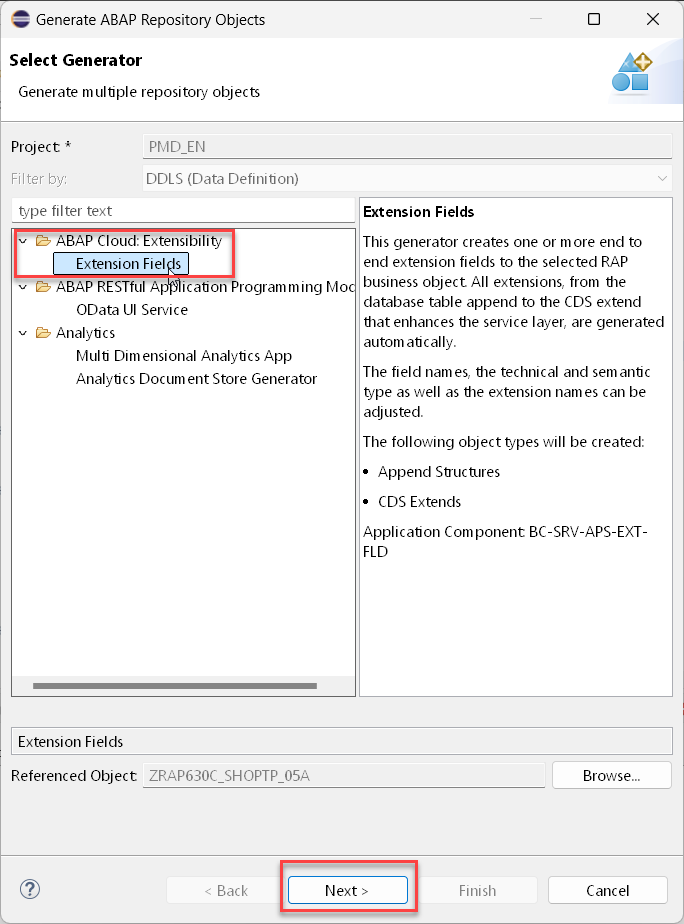 Generate ABAP Repository Objects
Select Generator
Generate multiple repository objects
Project: *
PMD_EN
Filter by:
DDLS (Data Definition)
type filter text
ABAP Cloud: Extensibility
Extension Fields
ABAP RESTful Application Programming Mod
OData UI Service
Analytics
Multi Dimensional Analytics App
Analytics Document Store Generator
Extension Fields
This generator creates one or more end to
end extension fields to the selected RAP
business object. All extensions, from the
database table append to the CDS extend
that enhances the service layer, are generated
automatically.
The field names, the technical and semantic
type as well as the extension names can be
adjusted.
The following object types will be created:
• Append Structures
• CDS Extends
Application Component: BC-SRV-APS-EXT-
FLD
Extension Fields
Referenced Object:
ZRAP630C_SHOPTP_05A
Browse...
?
< Back
Next >
Finish
Cancel